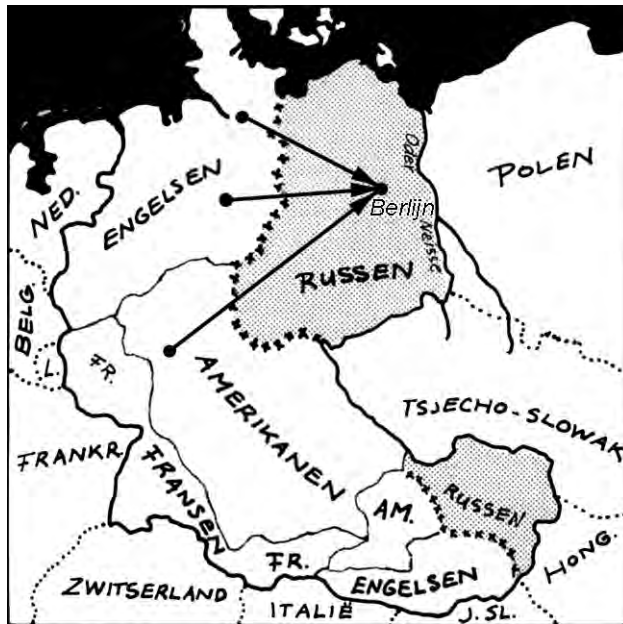 POLEN
Oder
NED.
ENGELSEN
Berlijn
Neisse
RUSSEN
BELG.
L.
FR.
AMERIKANEN
TSJECHO-SLOWAK
FRANKR.
FRANSEN
RUSSEN
AM.
FR.
ENGELSEN
HONG.
ZWITSERLAND
ITALIË
J. SL.